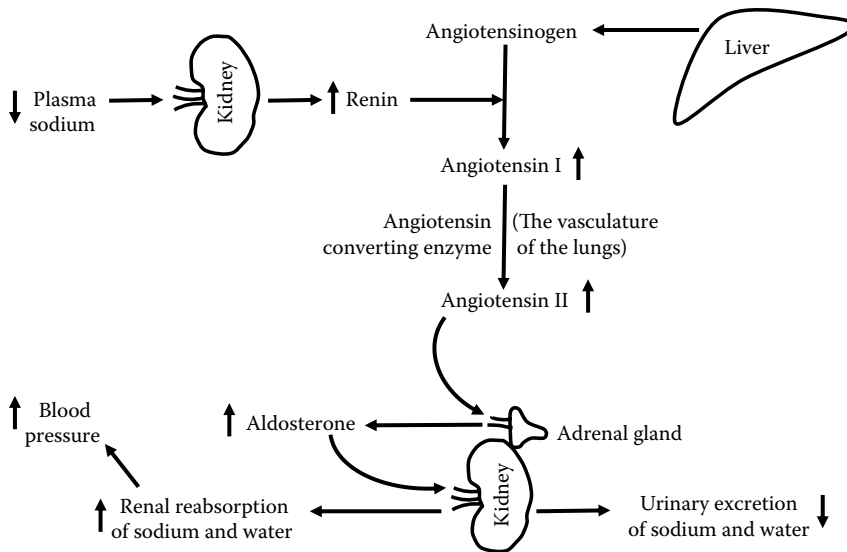 Angiotensinogen
Liver
Plasma
sodium
Kidney
Renin
Angiotensin I
Angiotensin
converting enzyme
(The vasculature
of the lungs)
Angiotensin II
Blood
pressure
Aldosterone
Adrenal gland
Kidney
Renal reabsorption
of sodium and water
Urinary excretion
of sodium and water